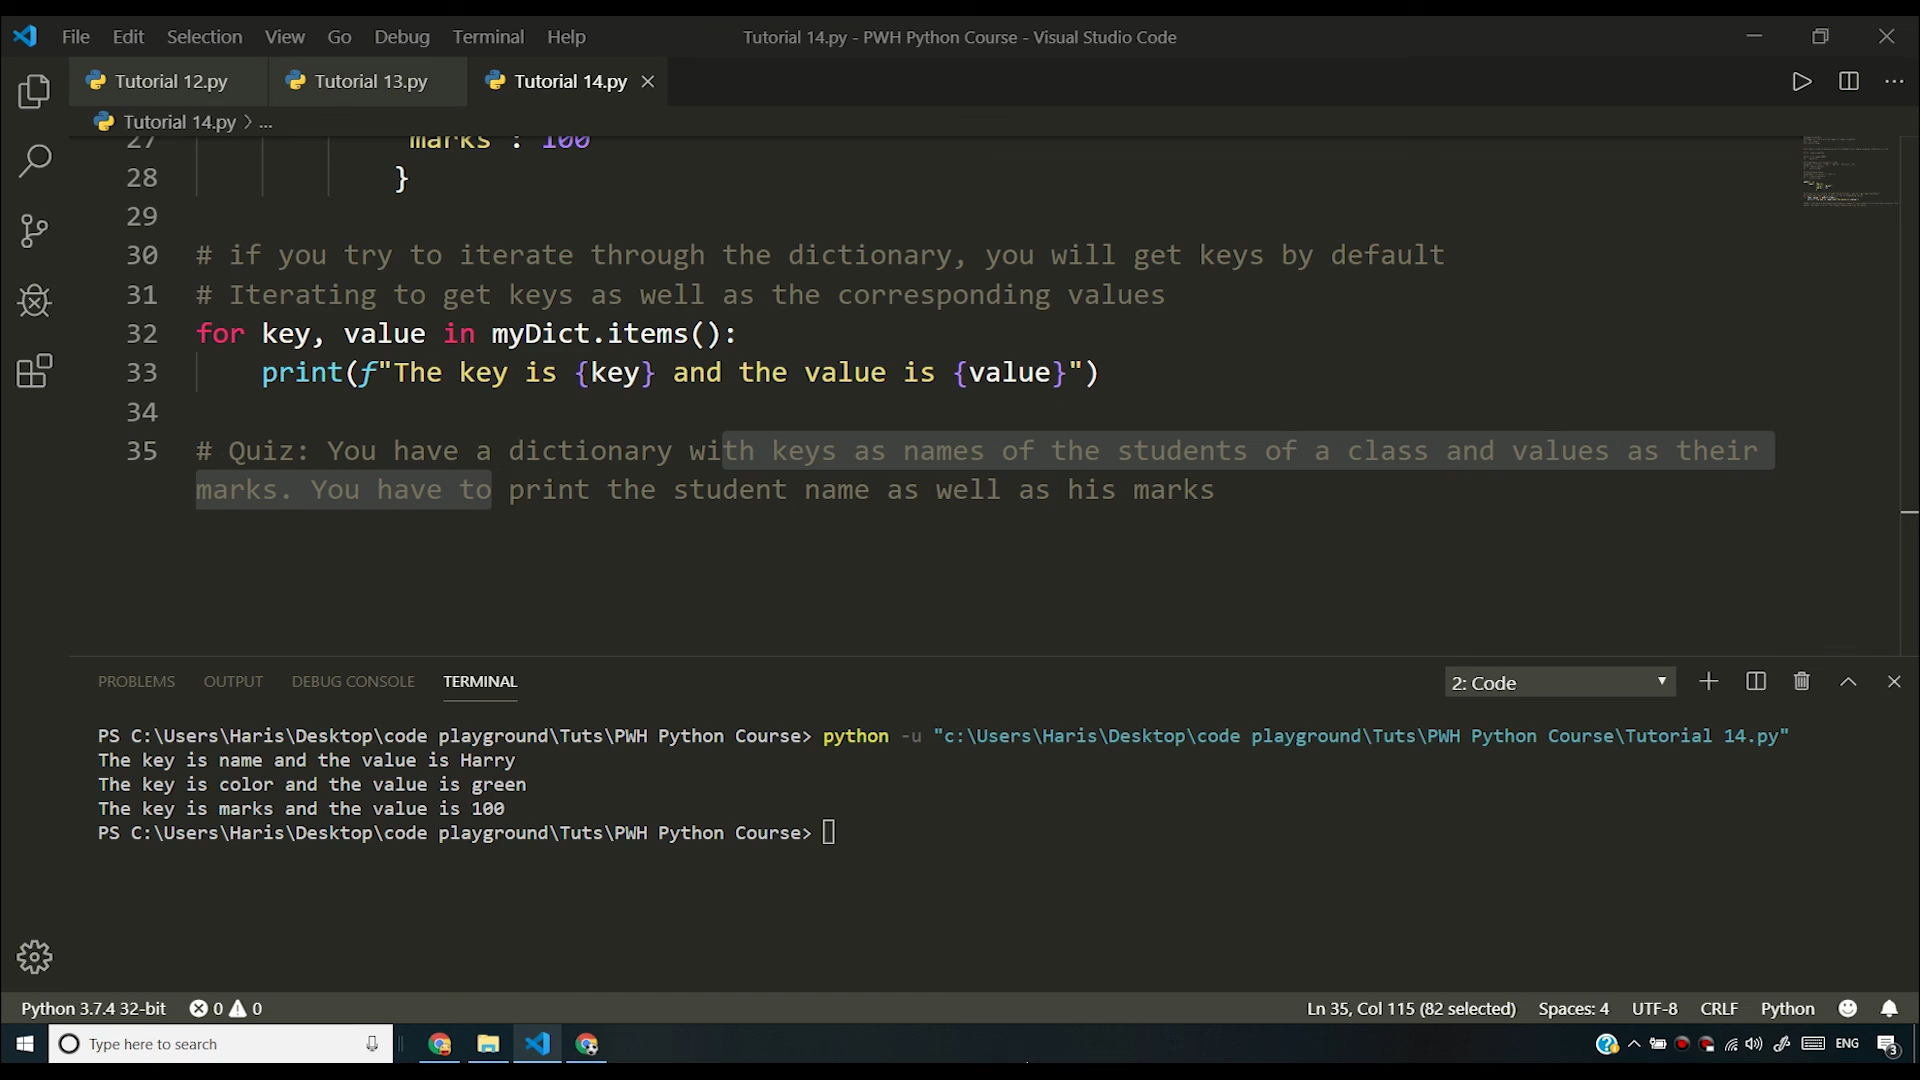 File Edit Selection View Go Debug Terminal Help
Tutorial 14.py - PWH Python Course - Visual Studio Code
Tutorial 12.py
Tutorial 13.py
Tutorial 14.py
Tutorial 14.py > ...
27 marks : 100
28 }
29
30 # if you try to iterate through the dictionary, you will get keys by default
31 # Iterating to get keys as well as the corresponding values
32 for key, value in myDict.items():
33 print(f"The key is {key} and the value is {value}")
34
35 # Quiz: You have a dictionary with keys as names of the students of a class and values as their
marks. You have to print the student name as well as his marks
PROBLEMS OUTPUT DEBUG CONSOLE TERMINAL
2: Code
PS C:\Users\Haris\Desktop\code playground\Tuts\PWH Python Course> python -u "c:\Users\Haris\Desktop\code playground\Tuts\PWH Python Course\Tutorial 14.py"
The key is name and the value is Harry
The key is color and the value is green
The key is marks and the value is 100
PS C:\Users\Haris\Desktop\code playground\Tuts\PWH Python Course>
Python 3.7.4 32-bit 0 0
Ln 35, Col 115 (82 selected) Spaces: 4 UTF-8 CRLF Python
Type here to search
ENG
3